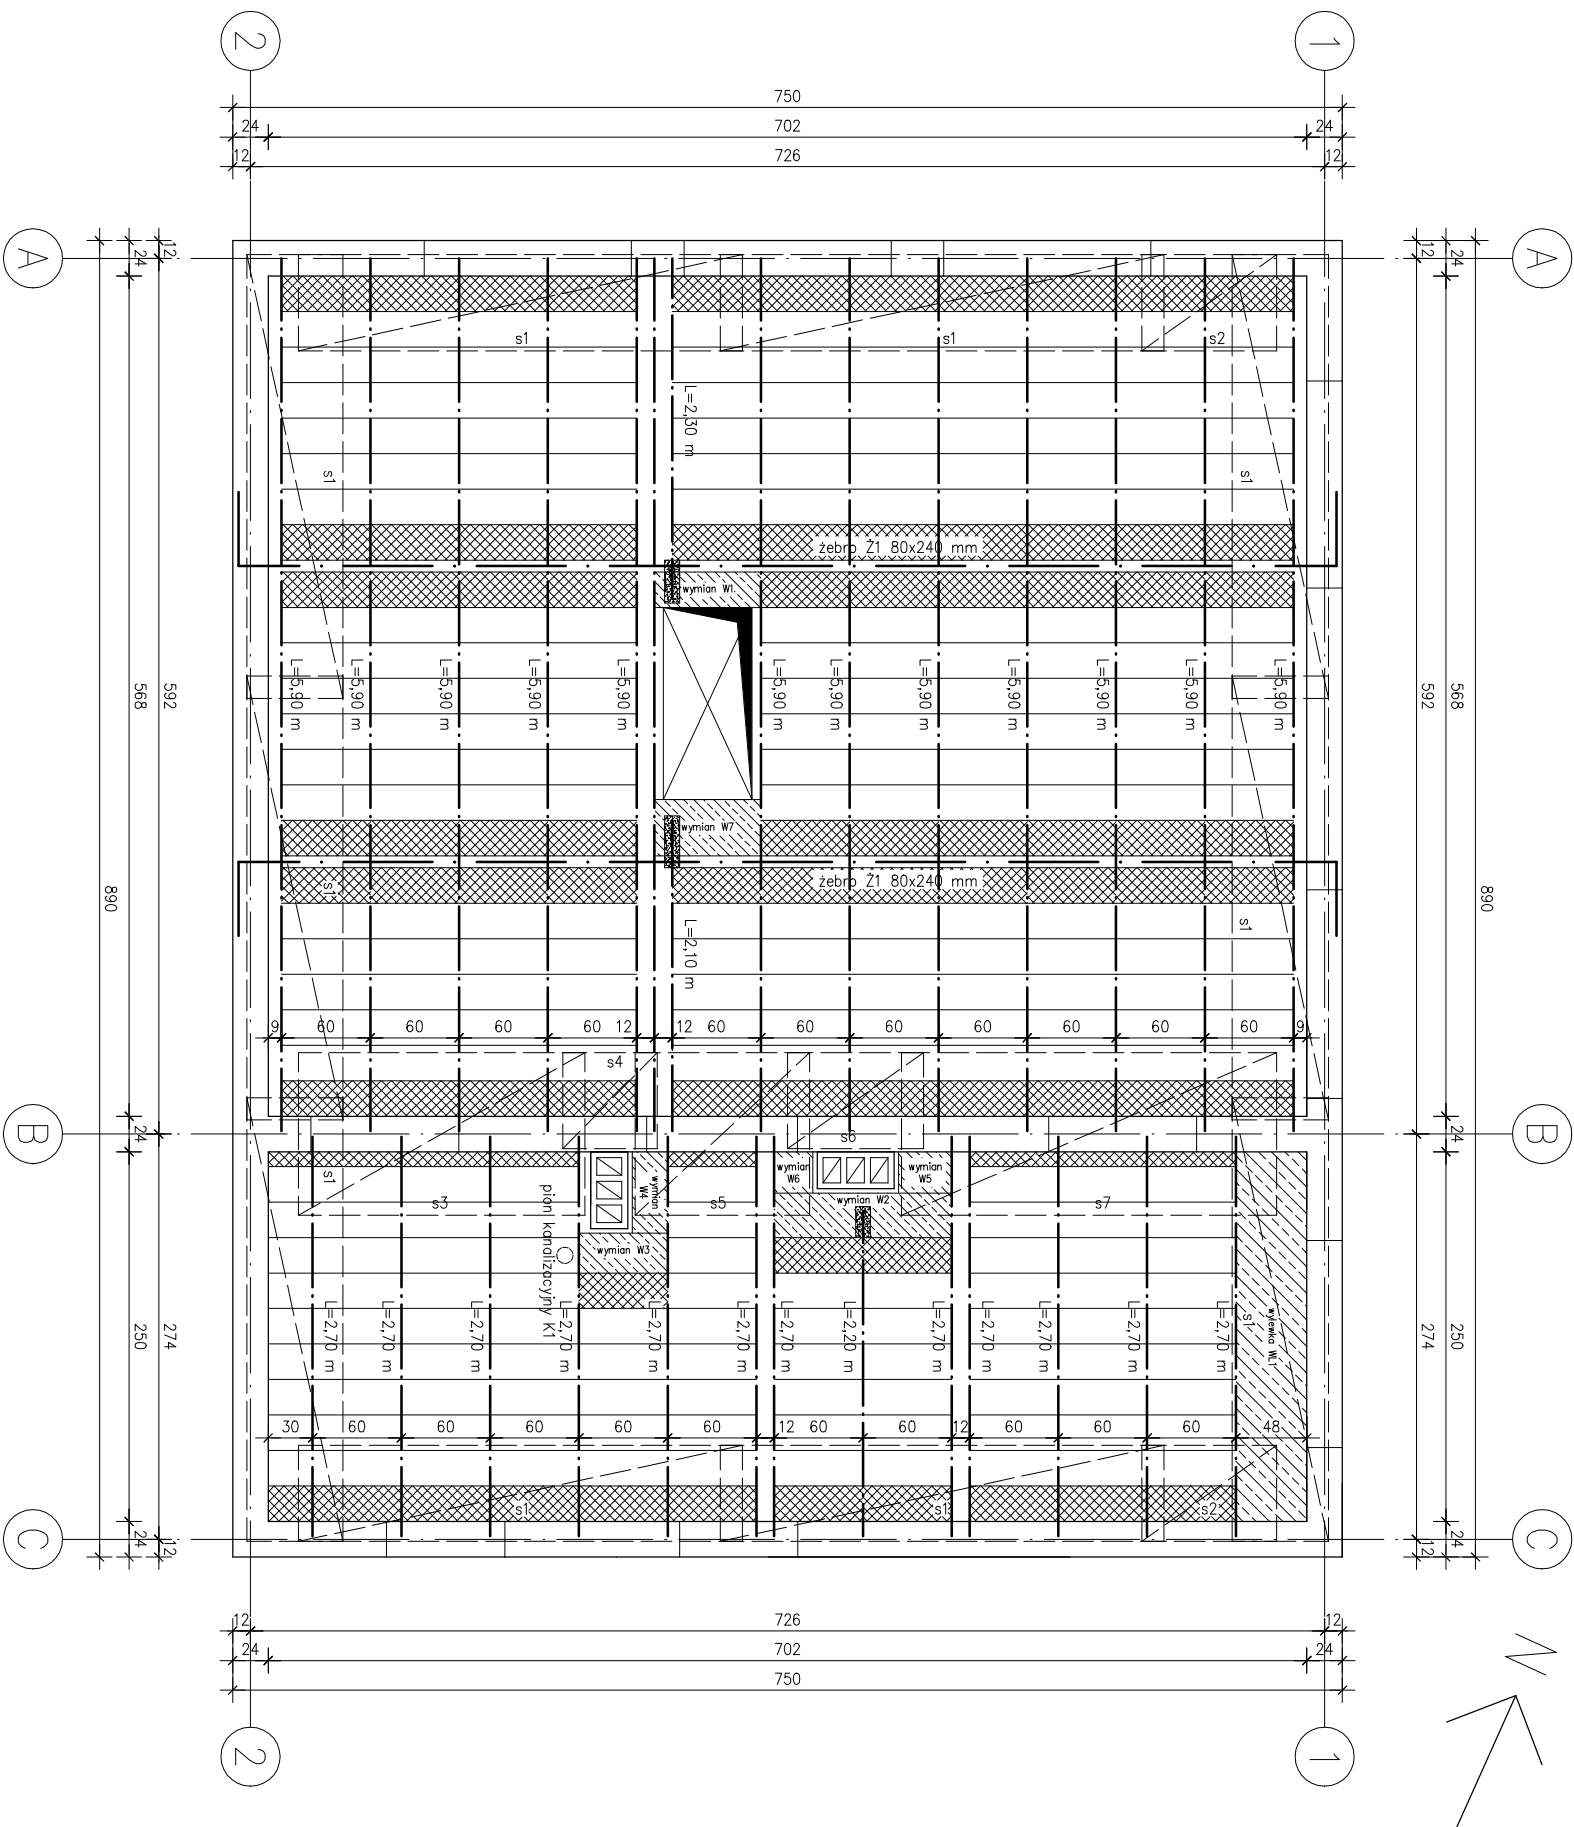 2
1
750
24
702
24
12
726
12
A
A
12
24
12
24
s1
s1
s2
L=2,30 m
s1
s1
żebro Ż1 80x240 mm
wymian W1.
L=5,90 m
L=5,90 m
L=5,90 m
L=5,90 m
L=5,90 m
L=5,90 m
L=5,90 m
L=5,90 m
L=5,90 m
L=5,90 m
L=5,90 m
L=5,90 m
568
592
592
568
wymian W7
żebro Ż1 80x240 mm
890
890
s1
s1
L=2,10 m
9
60
60
60
60
12
12
60
60
60
60
60
60
60
9
s4
B
B
24
24
s6
s1
s3
wymian W4
s5
wymian W6
wymian W5
wymian W2
s7
wymian W3
pion kanalizacyjny K1
L=2,70 m
L=2,70 m
L=2,70 m
L=2,70 m
L=2,70 m
L=2,70 m
L=2,70 m
L=2,20 m
L=2,70 m
L=2,70 m
L=2,70 m
L=2,70 m
L=2,70 m
s1
wylewka WL1
250
274
274
250
30
60
60
60
60
60
12
60
60
12
60
60
60
48
s1
s1
s2
C
C
24
12
12
24
12
726
12
24
702
24
750
N
2
1